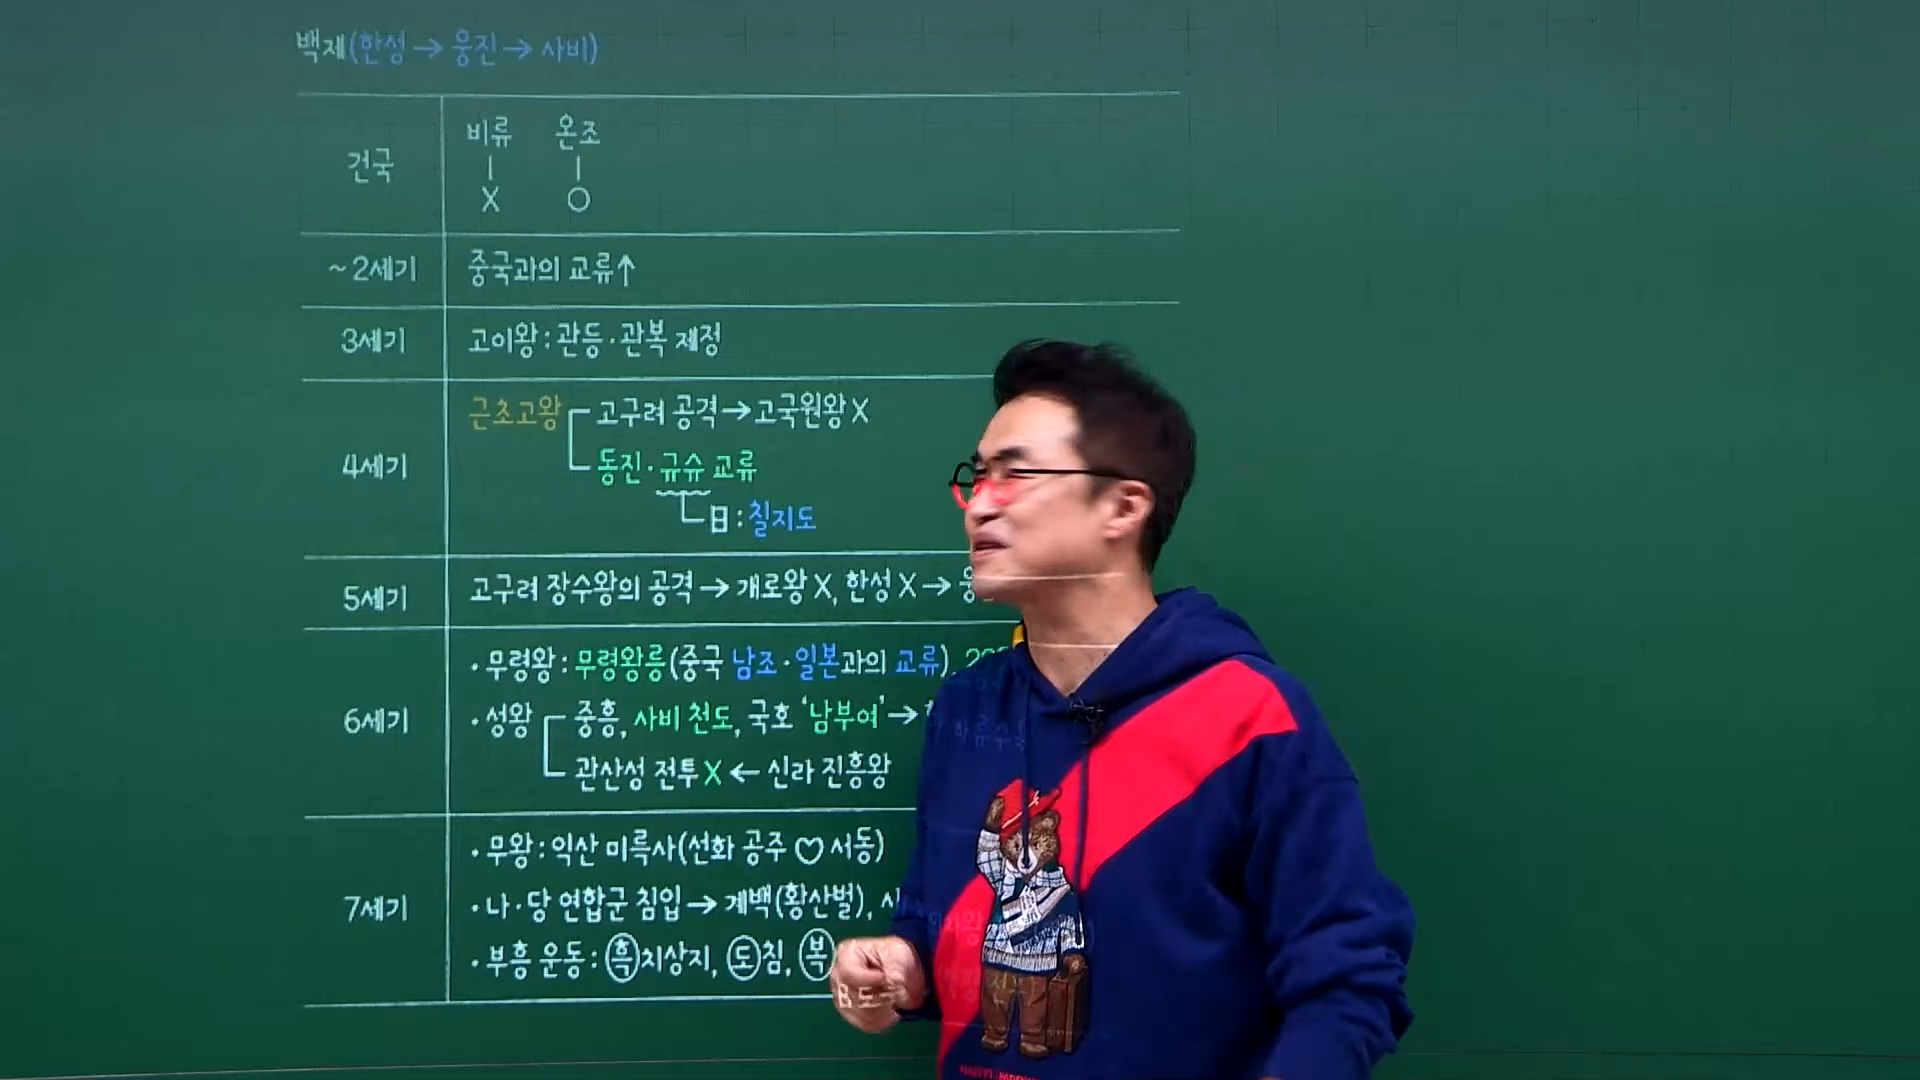 백제(한성→웅진→사비)
건국
비류 온조
X O
~2세기
중국과의 교류↑
3세기
고이왕:관등·관복 제정
4세기
근초고왕 고구려 공격→고국원왕X
동진·규슈 교류
日:칠지도
5세기
고구려 장수왕의 공격→개로왕X, 한성X→웅
6세기
·무령왕:무령왕릉(중국 남조·일본과의 교류), 22
·성왕 중흥, 사비 천도, 국호 '남부여'→
관산성 전투X←신라 진흥왕
7세기
·무왕:익산 미륵사(선화 공주♡서동)
·나·당 연합군 침입→계백(황산벌), 사
·부흥 운동:흑치상지, 도침, 복